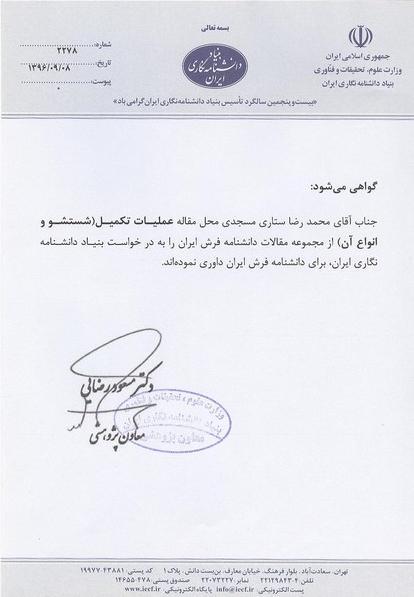 بسمه تعالی
جمهوری اسلامی ایران
وزارت علوم، تحقیقات و فنّاوری
بنیاد دانشنامه نگاری ایران
بنیاد
دانشنامه نگاری
ایران
شماره: ۲۲۷۸
تاریخ: ۱۳۹۶/۰۹/۰۸
پیوست: ۰
«بیست و پنجمین سالگرد تأسیس بنیاد دانشنامه نگاری ایران گرامی باد»
گواهی می‌شود:
جناب آقای محمد رضا ستاری مسجدی محل مقاله عملیات تکمیل(شستشو و
انواع آن) از مجموعه مقالات دانشنامه فرش ایران را به در خواست بنیاد دانشنامه
نگاری ایران، برای دانشنامه فرش ایران داوری نموده‌اند.
دکتر مسعود رضائی
معاون پژوهشی
وزارت علوم، تحقیقات و فناوری
بنیاد دانشنامه نگاری ایران
معاون پژوهشی
تهران. سعادت‌آباد. بلوار فرهنگ. خیابان معارف. بن‌بست دانش. پلاک ۱ کد پستی: ۴۳۸۸۱-۱۹۹۷۷
تلفن: ۴-۲۲۱۲۹۸۴۳ نمابر: ۲۲۰۷۳۲۲۷ صندوق پستی: ۴۷۸-۱۴۶۵۵
پست الکترونیکی: info@iecf.ir پایگاه الکترونیکی: www.iecf.ir